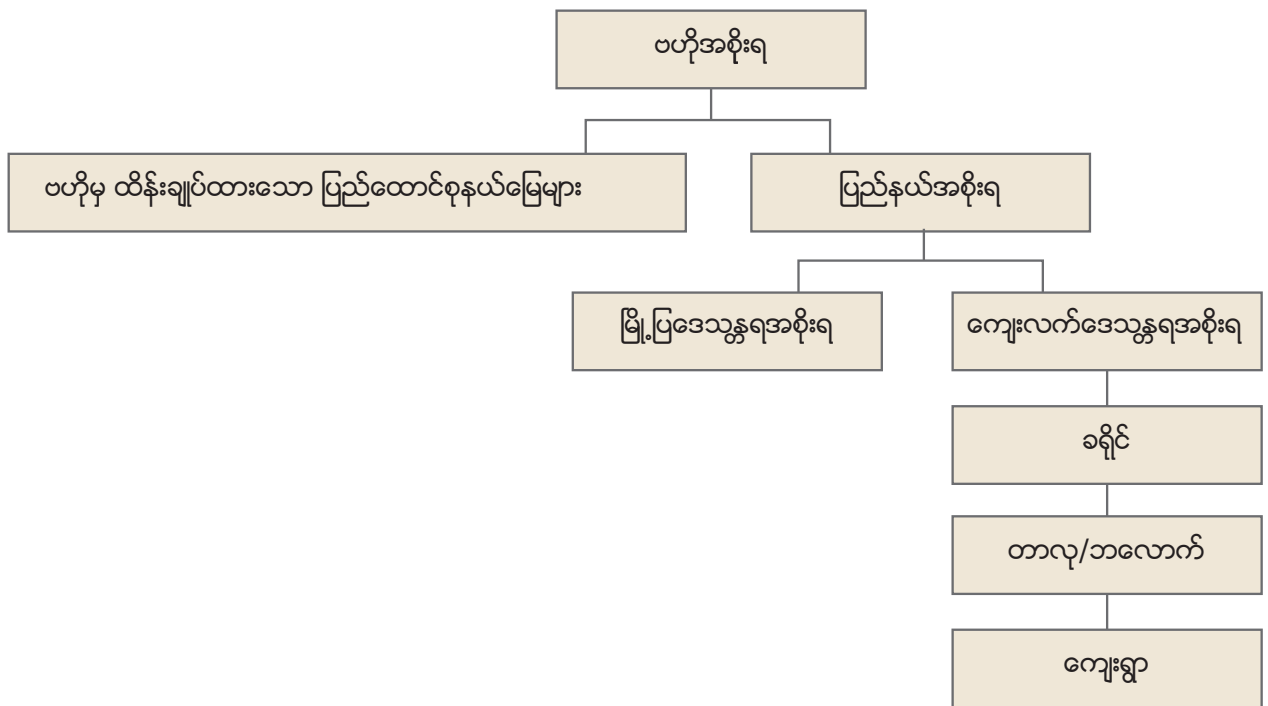 ဗဟိုအစိုးရ
ဗဟိုမှ ထိန်းချုပ်ထားသော ပြည်ထောင်စုနယ်မြေများ
ပြည်နယ်အစိုးရ
မြို့ပြဒေသန္တရအစိုးရ
ကျေးလက်ဒေသန္တရအစိုးရ
ခရိုင်
တာလု/ဘလောက်
ကျေးရွာ